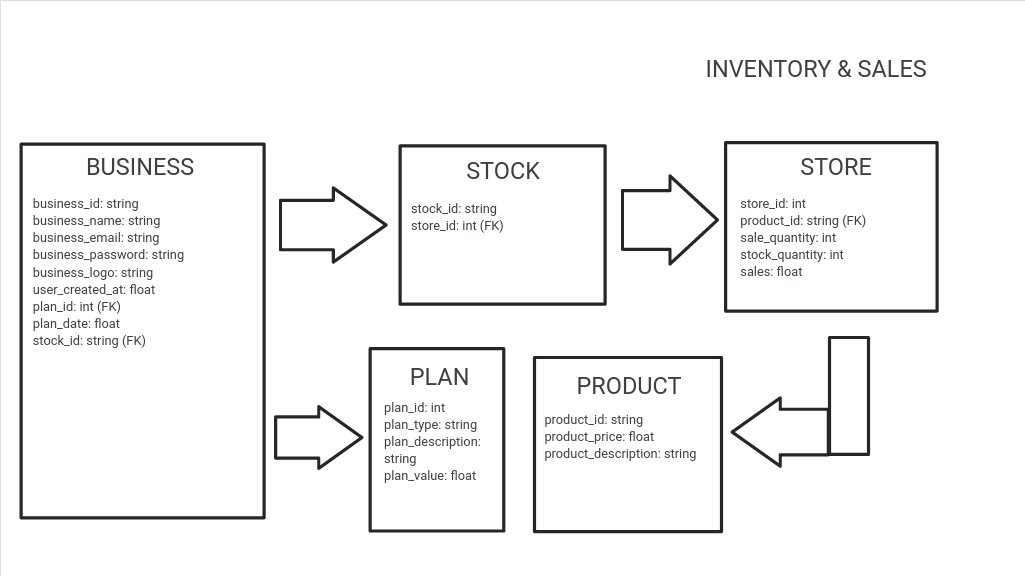 INVENTORY & SALES
BUSINESS
business_id: string
business_name: string
business_email: string
business_password: string
business_logo: string
user_created_at: float
plan_id: int (FK)
plan_date: float
stock_id: string (FK)
STOCK
stock_id: string
store_id: int (FK)
STORE
store_id: int
product_id: string (FK)
sale_quantity: int
stock_quantity: int
sales: float
PLAN
plan_id: int
plan_type: string
plan_description:
string
plan_value: float
PRODUCT
product_id: string
product_price: float
product_description: string